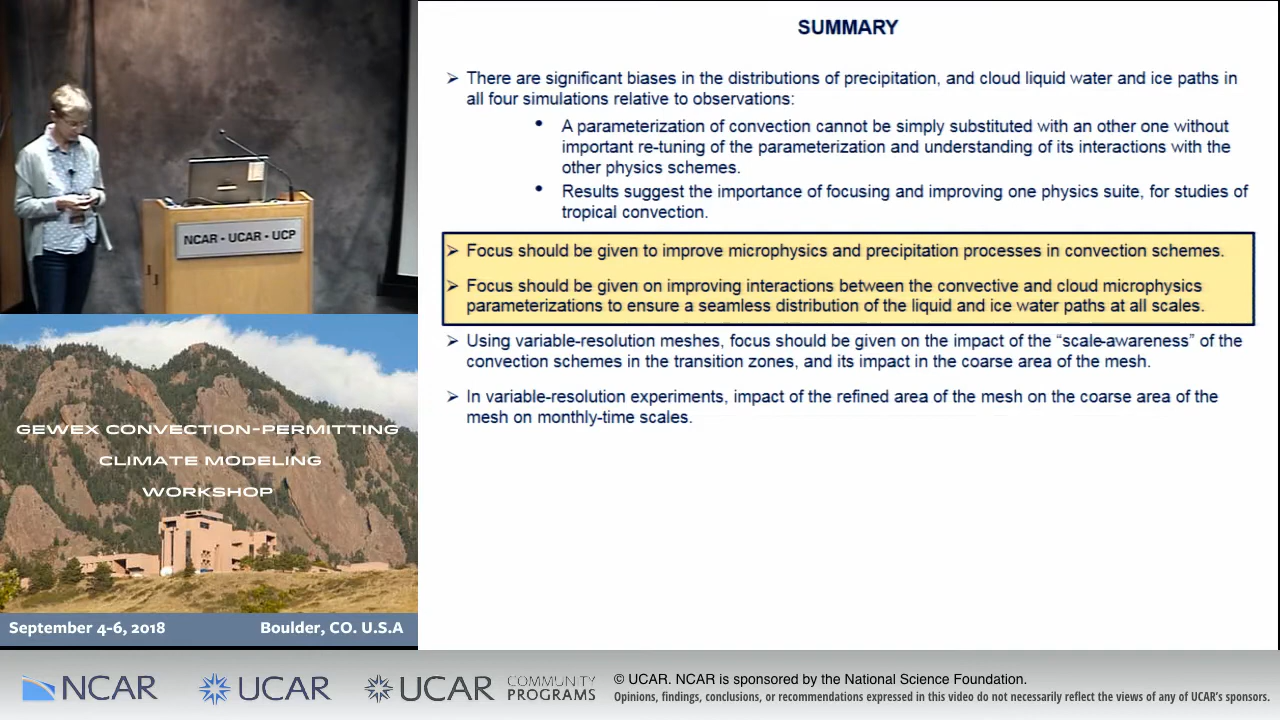 SUMMARY
➢ There are significant biases in the distributions of precipitation, and cloud liquid water and ice paths in
all four simulations relative to observations:
• A parameterization of convection cannot be simply substituted with an other one without
important re-tuning of the parameterization and understanding of its interactions with the
other physics schemes.
• Results suggest the importance of focusing and improving one physics suite, for studies of
tropical convection.
➢ Focus should be given to improve microphysics and precipitation processes in convection schemes.
➢ Focus should be given on improving interactions between the convective and cloud microphysics
parameterizations to ensure a seamless distribution of the liquid and ice water paths at all scales.
➢ Using variable-resolution meshes, focus should be given on the impact of the “scale-awareness” of the
convection schemes in the transition zones, and its impact in the coarse area of the mesh.
➢ In variable-resolution experiments, impact of the refined area of the mesh on the coarse area of the
mesh on monthly-time scales.
NCAR • UCAR • UCP
GEWEX CONVECTION-PERMITTING
CLIMATE MODELING
WORKSHOP
September 4-6, 2018
Boulder, CO. U.S.A
NCAR
UCAR
UCAR
COMMUNITY
PROGRAMS
© UCAR. NCAR is sponsored by the National Science Foundation.
Opinions, findings, conclusions, or recommendations expressed in this video do not necessarily reflect the views of any of UCAR's sponsors.